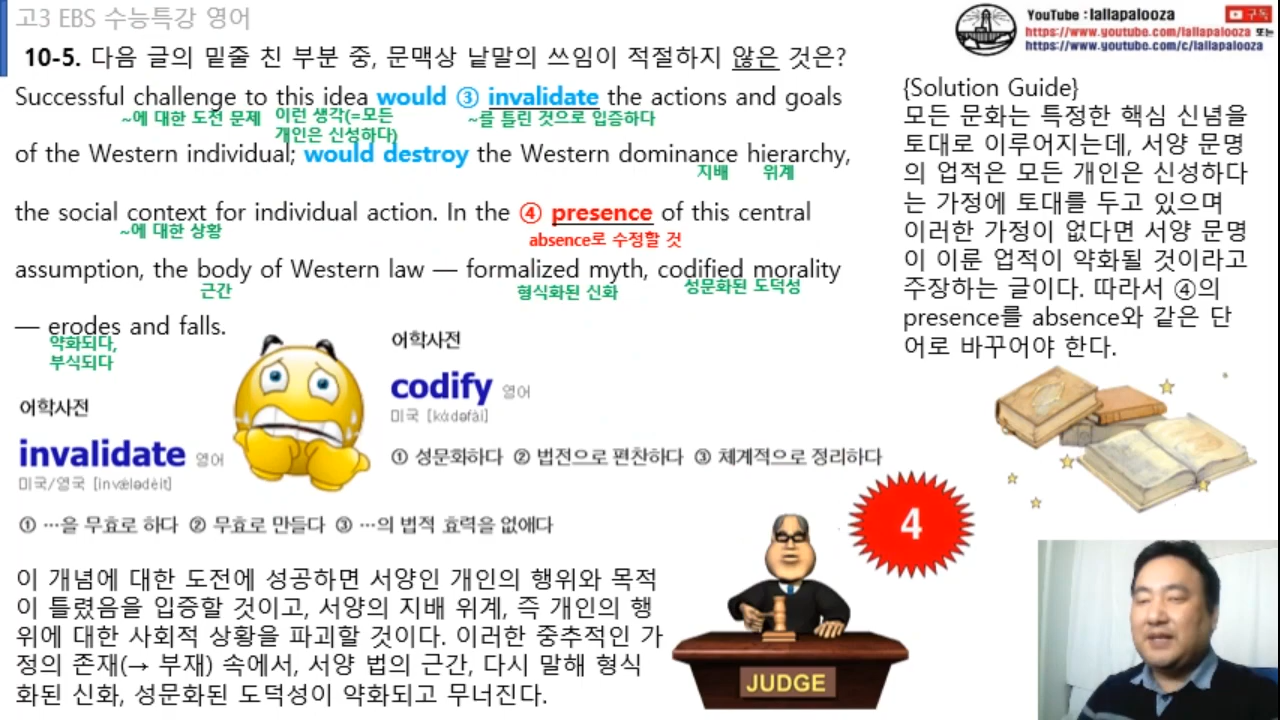 고3 EBS 수능특강 영어
YouTube : lallapalooza
구독
https://www.youtube.com/lallapalooza 또는
https://www.youtube.com/c/lallapalooza
10-5. 다음 글의 밑줄 친 부분 중, 문맥상 낱말의 쓰임이 적절하지 않은 것은?
Successful challenge to this idea would ③ invalidate the actions and goals
~에 대한 도전 문제 이런 생각(=모든 ~를 틀린 것으로 입증하다
개인은 신성하다)
of the Western individual; would destroy the Western dominance hierarchy,
지배 위계
the social context for individual action. In the ④ presence of this central
~에 대한 상황 absence로 수정할 것
assumption, the body of Western law — formalized myth, codified morality
근간 형식화된 신화 성문화된 도덕성
— erodes and falls.
약화되다,
부식되다
{Solution Guide}
모든 문화는 특정한 핵심 신념을
토대로 이루어지는데, 서양 문명
의 업적은 모든 개인은 신성하다
는 가정에 토대를 두고 있으며
이러한 가정이 없다면 서양 문명
이 이룬 업적이 약화될 것이라고
주장하는 글이다. 따라서 ④의
presence를 absence와 같은 단
어로 바꾸어야 한다.
어학사전
codify 영어
미국 [kádəfài]
① 성문화하다 ② 법전으로 편찬하다 ③ 체계적으로 정리하다
어학사전
invalidate 영어
미국/영국 [invǽlədèit]
① …을 무효로 하다 ② 무효로 만들다 ③ …의 법적 효력을 없애다
4
이 개념에 대한 도전에 성공하면 서양인 개인의 행위와 목적
이 틀렸음을 입증할 것이고, 서양의 지배 위계, 즉 개인의 행
위에 대한 사회적 상황을 파괴할 것이다. 이러한 중추적인 가
정의 존재(→ 부재) 속에서, 서양 법의 근간, 다시 말해 형식
화된 신화, 성문화된 도덕성이 약화되고 무너진다.
JUDGE